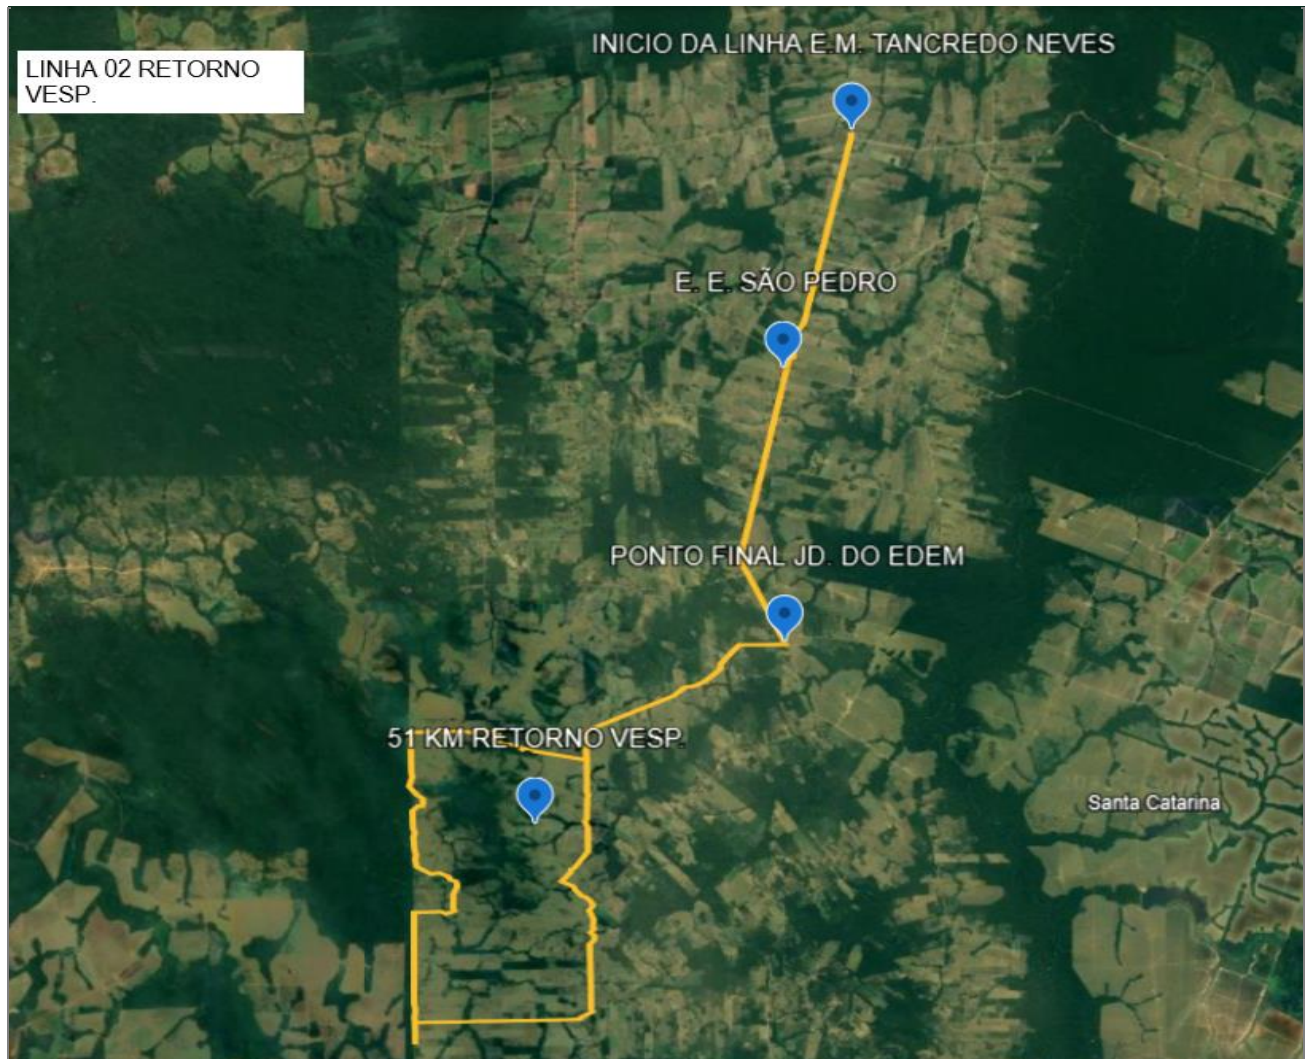 INICIO DA LINHA E.M. TANCREDO NEVES
LINHA 02 RETORNO
VESP.
E. E. SÃO PEDRO
PONTO FINAL JD. DO EDEM
51 KM RETORNO VESP.
Santa Catarina